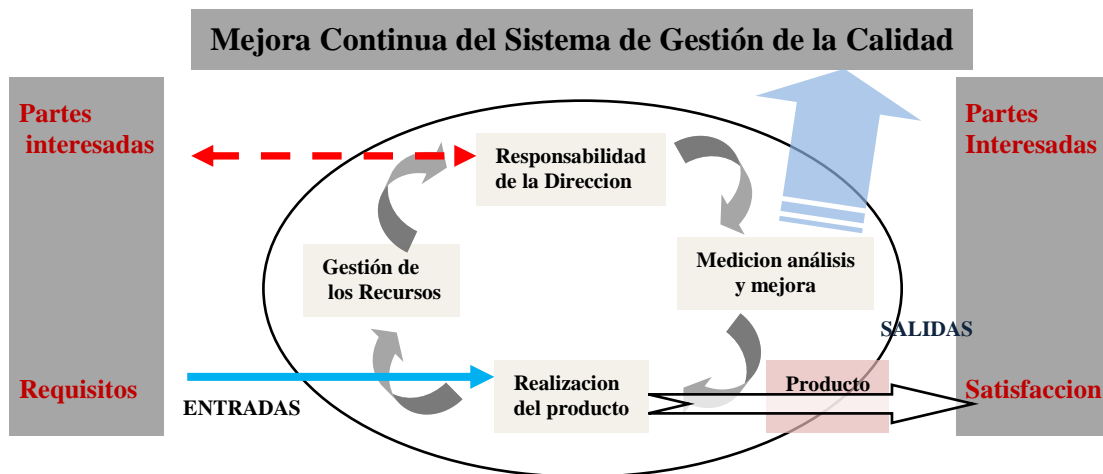 Mejora Continua del Sistema de Gestión de la Calidad
Partes
interesadas
Partes
Interesadas
Responsabilidad
de la Direccion
Gestión de
los Recursos
Medicion análisis
y mejora
SALIDAS
Requisitos
ENTRADAS
Realizacion
del producto
Producto
Satisfaccion